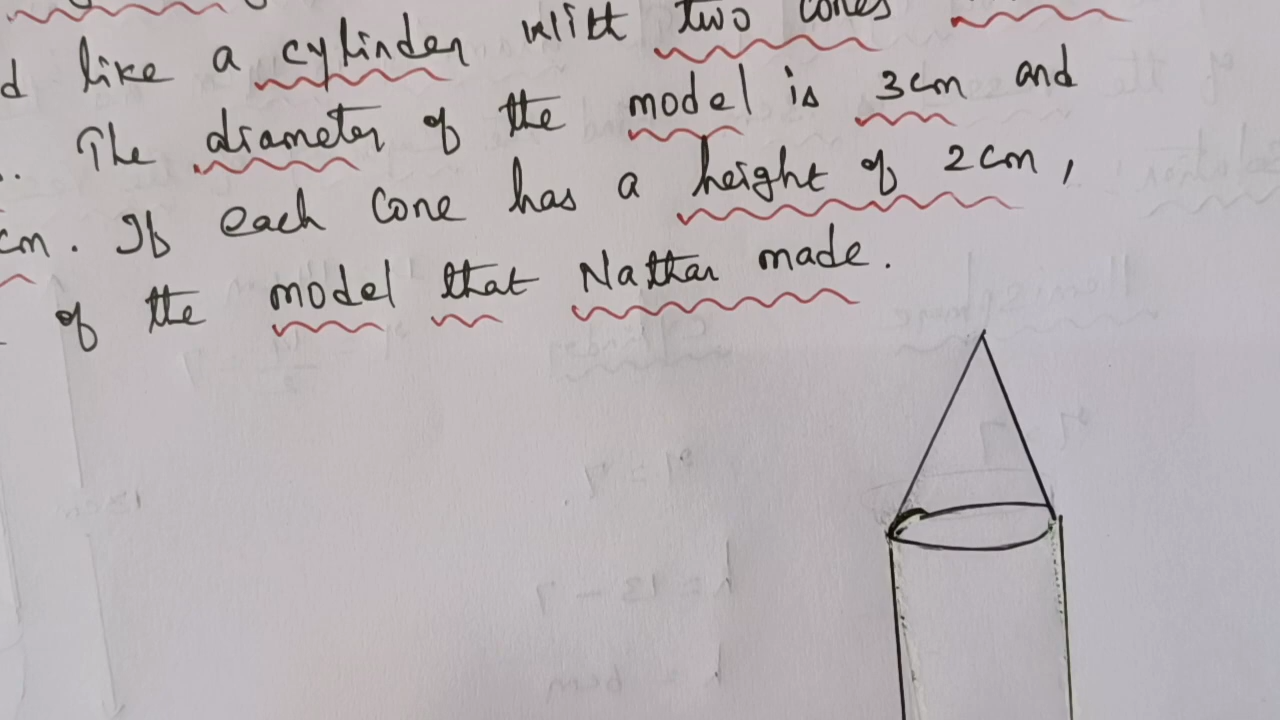 d like a cylinder with two cones
. The diameter of the model is 3cm and
cm. If each Cone has a height of 2cm,
of the model that Nathan made.